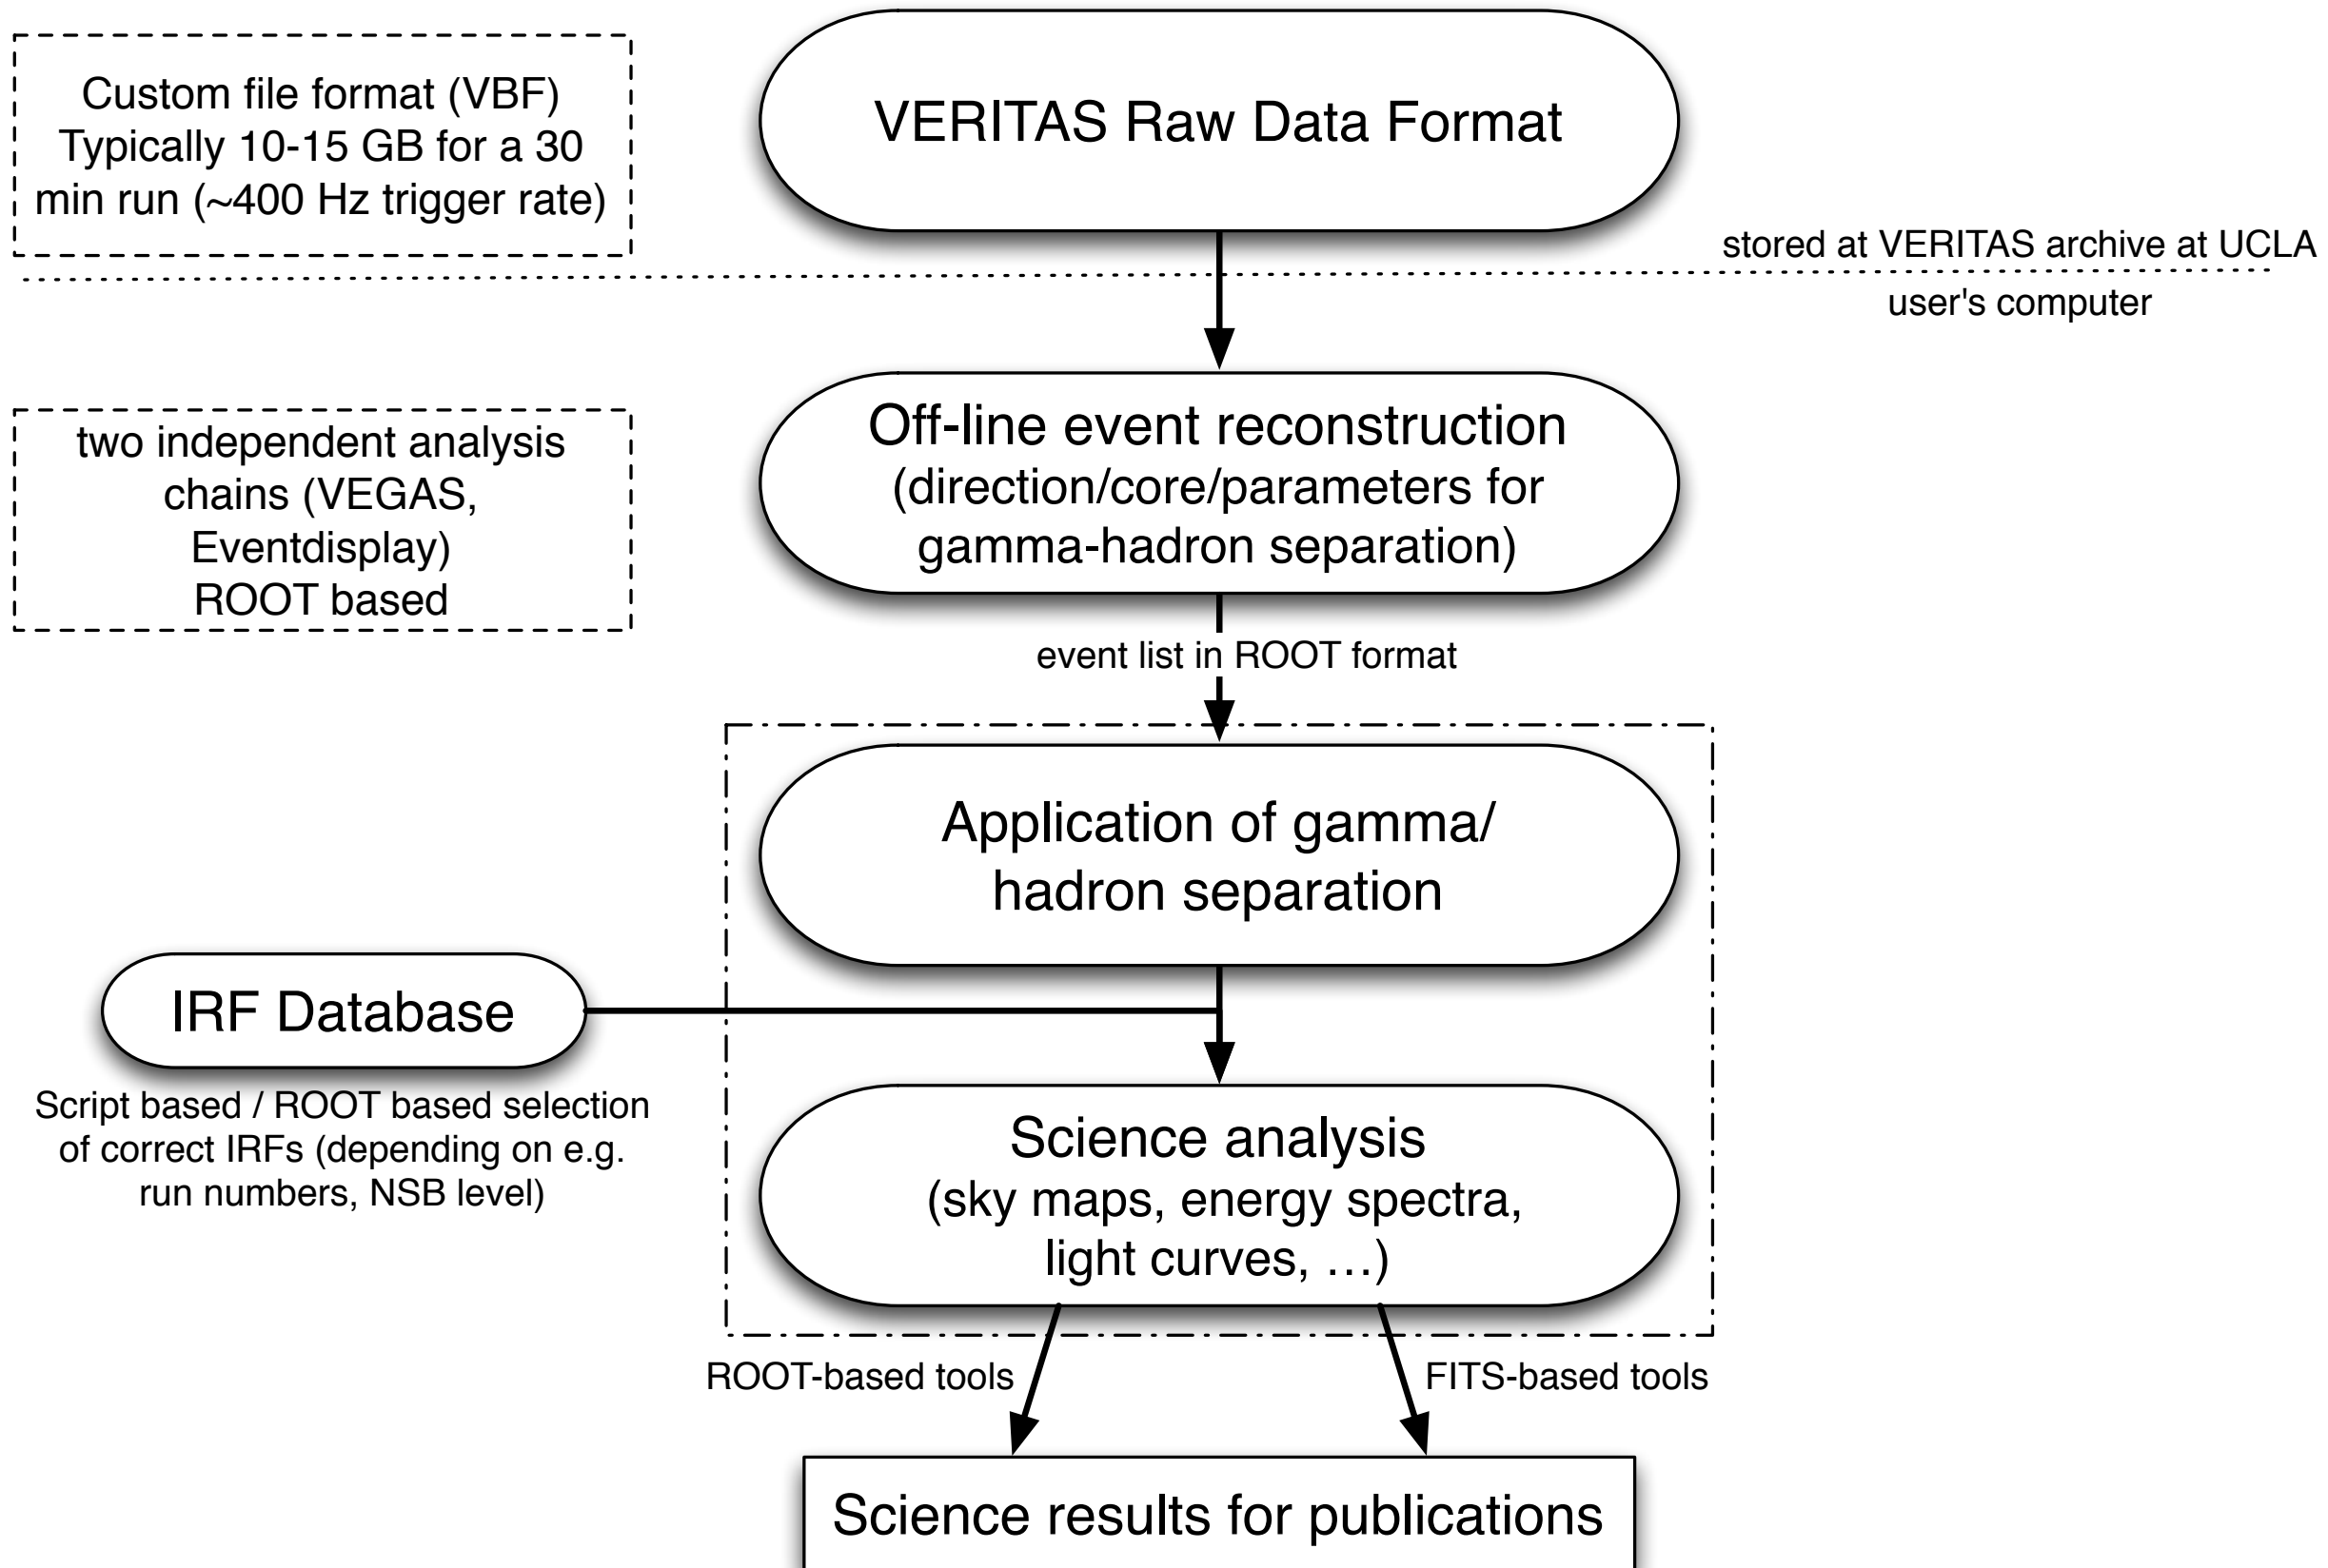 Custom file format (VBF)
Typically 10-15 GB for a 30
min run (~400 Hz trigger rate)
VERITAS Raw Data Format
stored at VERITAS archive at UCLA
user's computer
two independent analysis
chains (VEGAS,
Eventdisplay)
ROOT based
Off-line event reconstruction
(direction/core/parameters for
gamma-hadron separation)
event list in ROOT format
Application of gamma/
hadron separation
IRF Database
Script based / ROOT based selection
of correct IRFs (depending on e.g.
run numbers, NSB level)
Science analysis
(sky maps, energy spectra,
light curves, …)
ROOT-based tools
FITS-based tools
Science results for publications